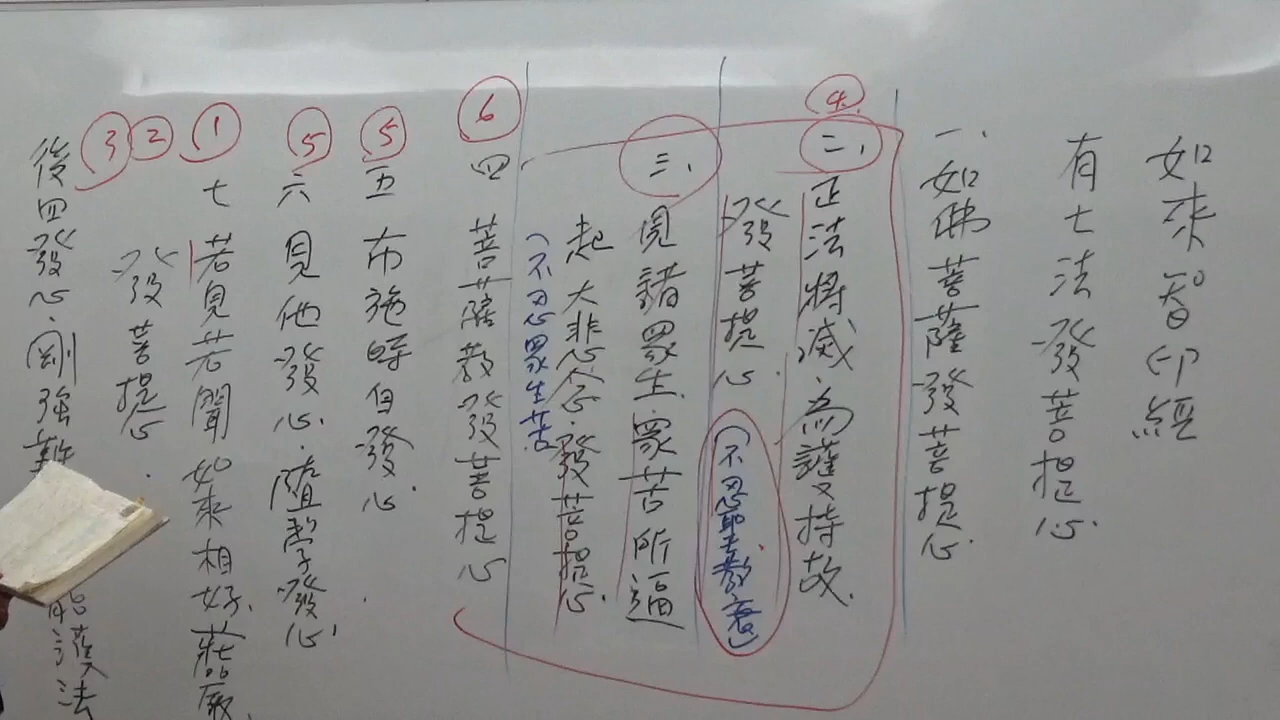 如來智印經
有七法發菩提心.
一、如佛菩薩發菩提心.
④
二、正法將滅,為護持故.
發菩提心.
(不忍聖教衰)
三、見諸眾生.眾苦所逼
起大悲心念.發菩提心.
(不忍眾生苦.)
⑥
四 菩薩教發菩提心
⑤
五 布施時自發心.
⑤
六 見他發心.隨學發心.
①
七 若見若聞如來相好.莊嚴.
②
發菩提心.
③
後四發心.剛強難
護法